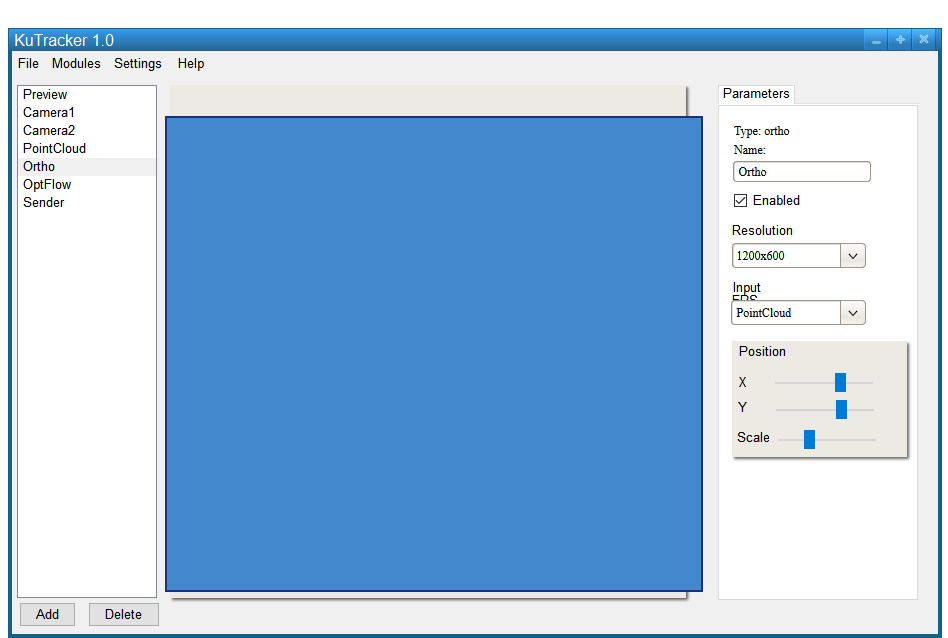 KuTracker 1.0
File Modules Settings Help
Preview
Camera1
Camera2
PointCloud
Ortho
OptFlow
Sender
Add Delete
Parameters
Type: ortho
Name:
Ortho
Enabled
Resolution
1200x600
Input
FPS
PointCloud
Position
X
Y
Scale